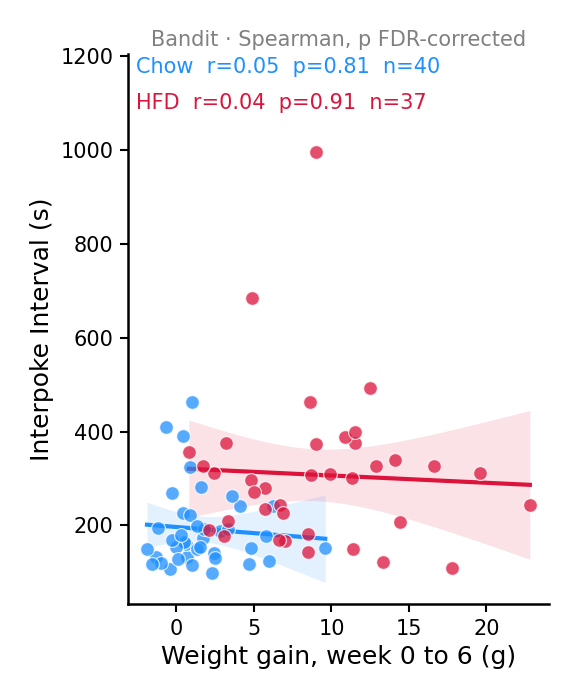 Bandit · Spearman, p FDR-corrected
Chow r=0.05 p=0.81 n=40
HFD r=0.04 p=0.91 n=37
Interpoke Interval (s)
1200
1000
800
600
400
200
0 5 10 15 20
Weight gain, week 0 to 6 (g)